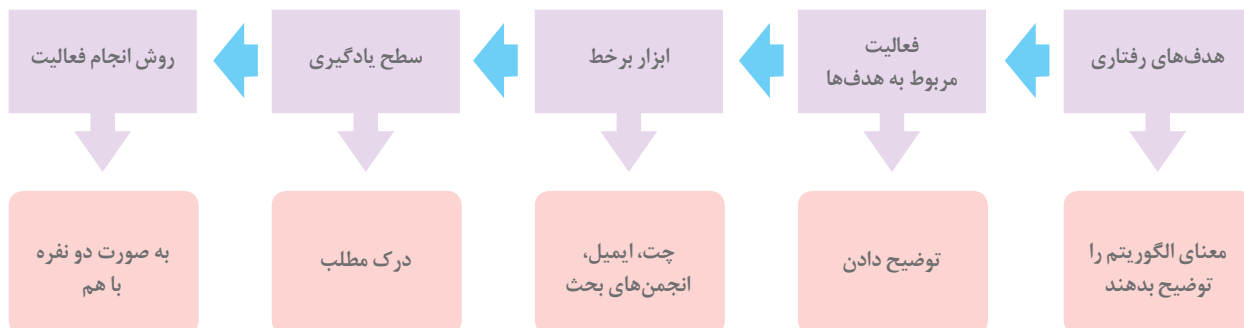 هدف‌های رفتاری
فعالیت
مربوط به هدف‌ها
ابزار برخط
سطح یادگیری
روش انجام فعالیت
معنای الگوریتم را
توضیح بدهند
توضیح دادن
چت، ایمیل،
انجمن‌های بحث
درک مطلب
به صورت دو نفره
با هم